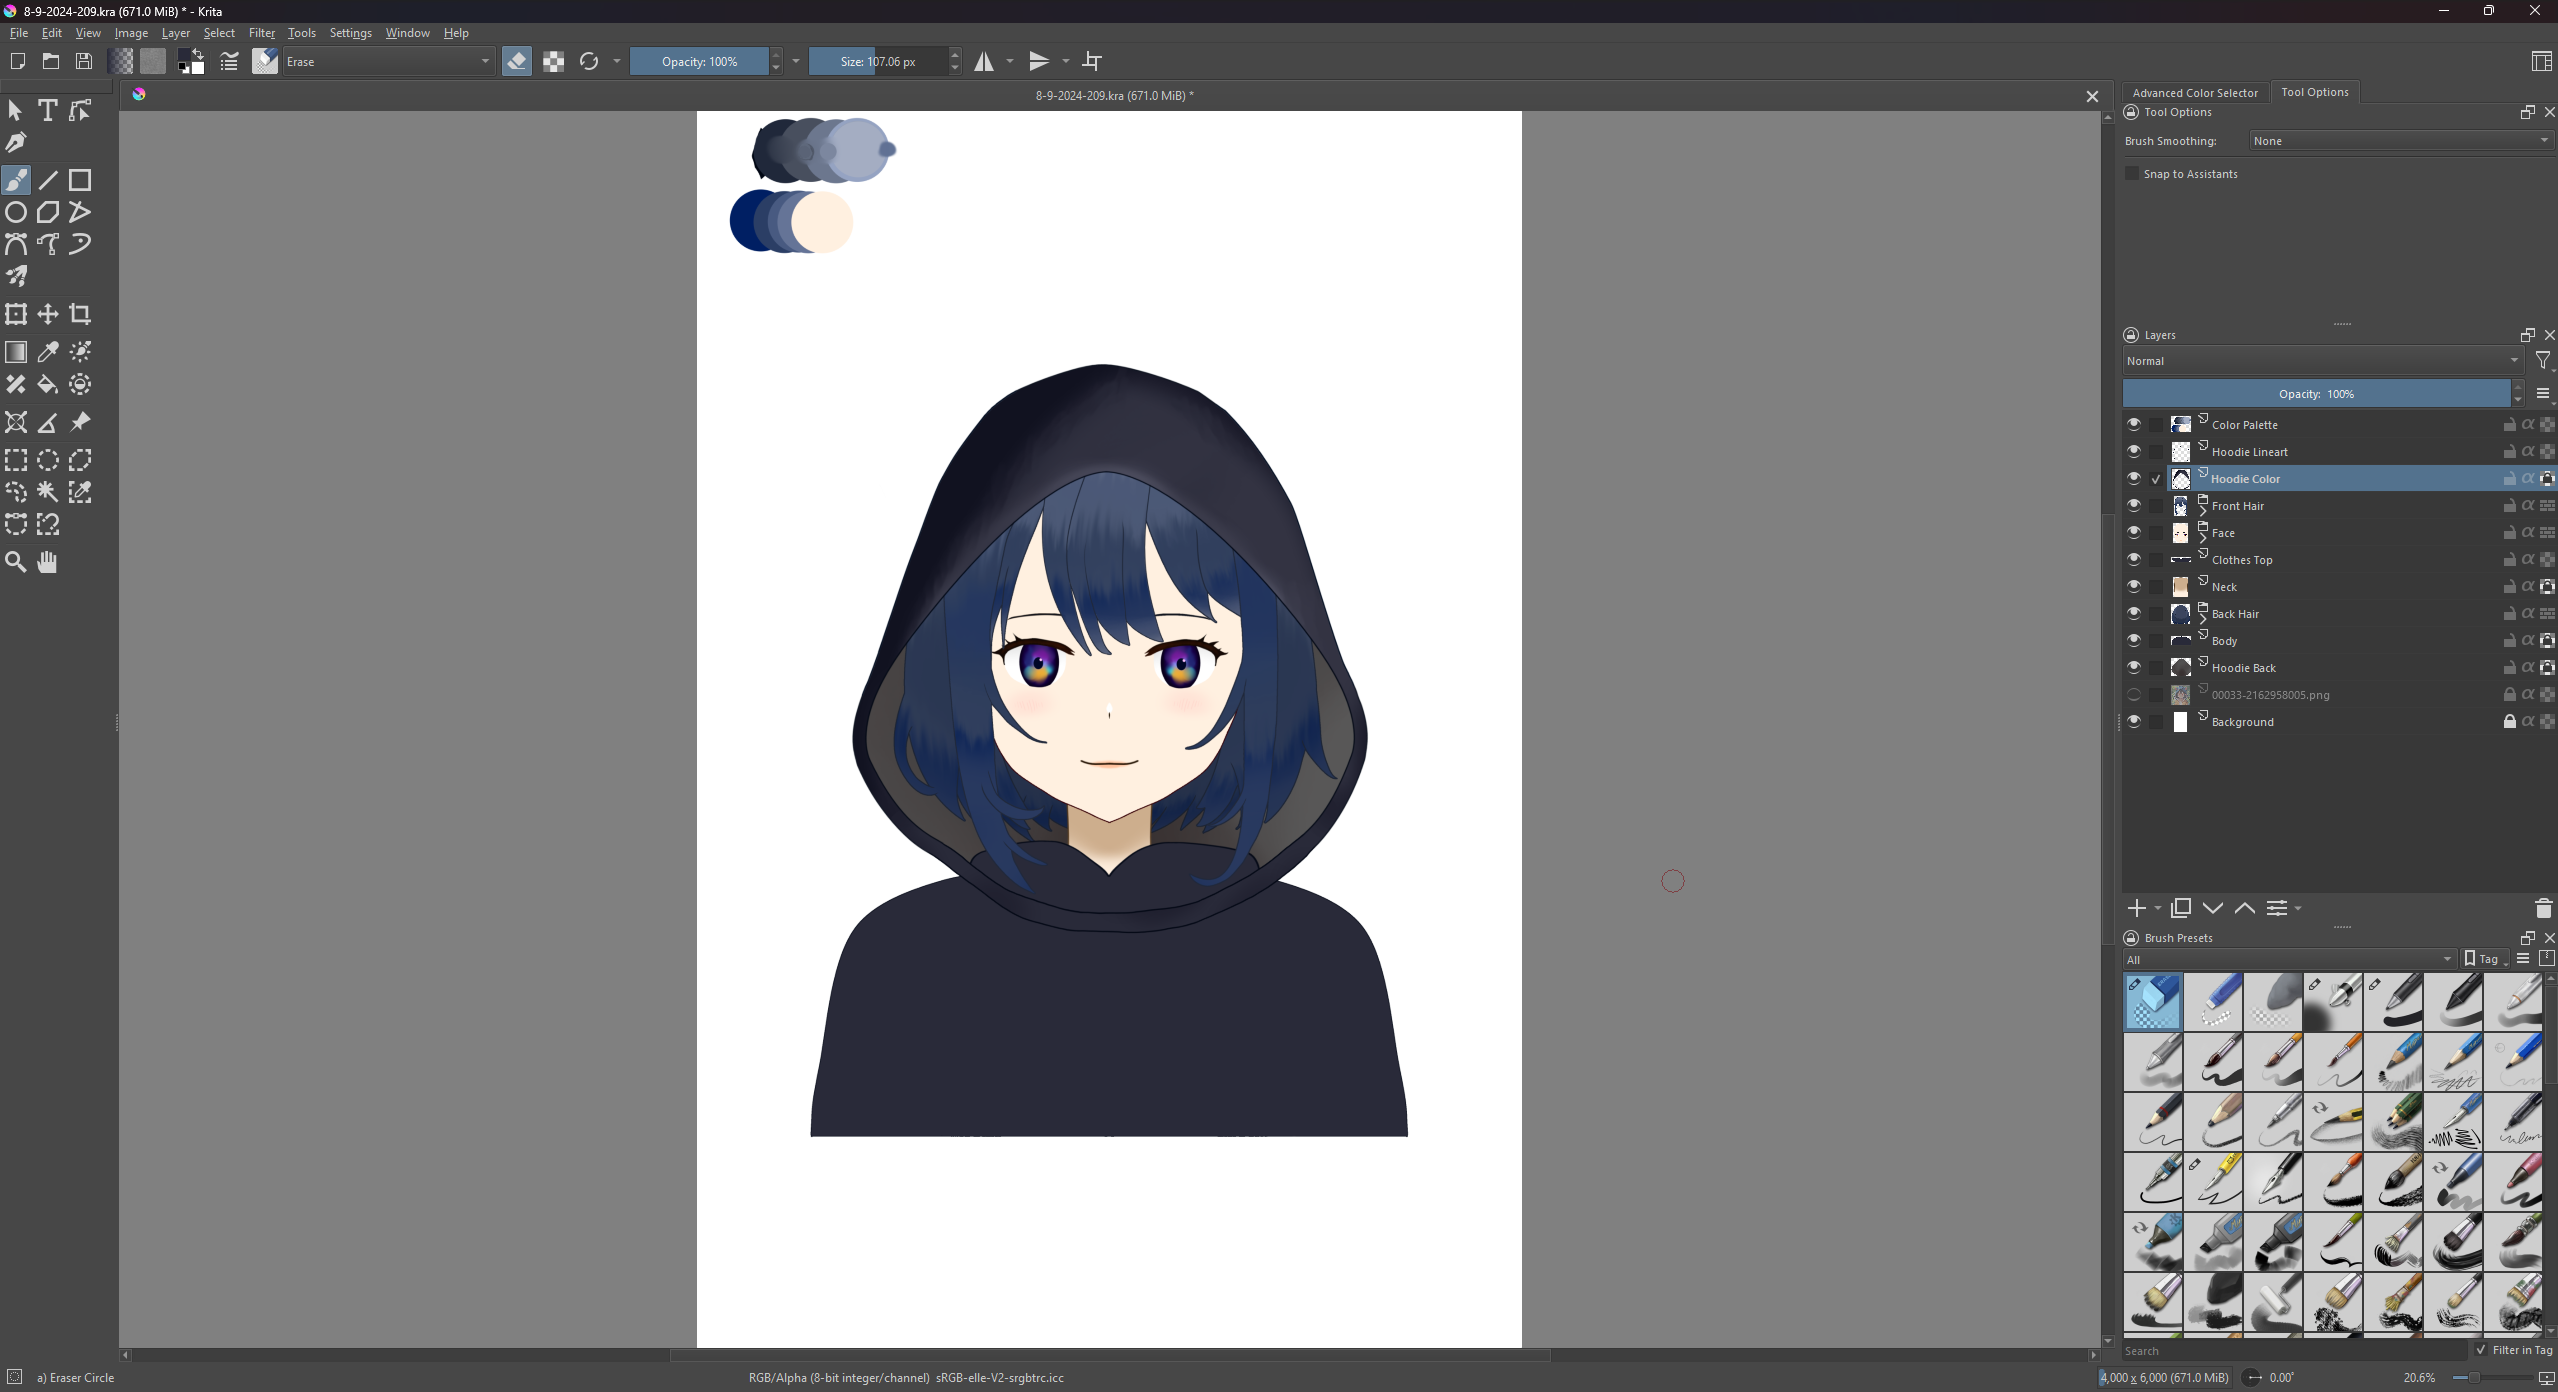 8-9-2024-209.kra (671.0 MiB) * - Krita
File Edit View Image Layer Select Filter Tools Settings Window Help
Erase Opacity: 100% Size: 107.06 px
8-9-2024-209.kra (671.0 MiB) *
Advanced Color Selector Tool Options
Tool Options
Brush Smoothing: None
Snap to Assistants
Layers
Normal
Opacity: 100%
Color Palette
Hoodie Lineart
Hoodie Color
Front Hair
Face
Clothes Top
Neck
Back Hair
Body
Hoodie Back
00033-2162958005.png
Background
Brush Presets
All Tag
Search Filter in Tag
a) Eraser Circle RGB/Alpha (8-bit integer/channel) sRGB-elle-V2-srgbtrc.icc 4,000 x 6,000 (671.0 MiB) 0.00° 20.6%